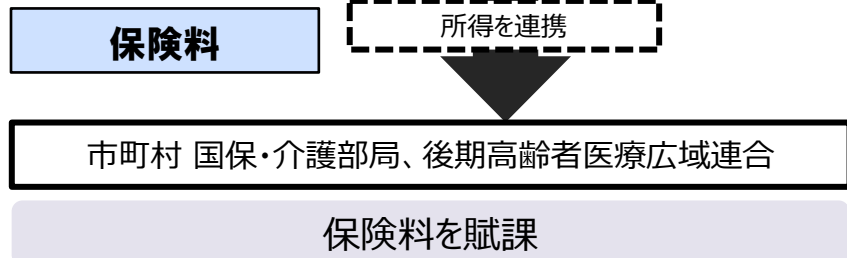 保険料
所得を連携
市町村 国保・介護部局、後期高齢者医療広域連合
保険料を賦課